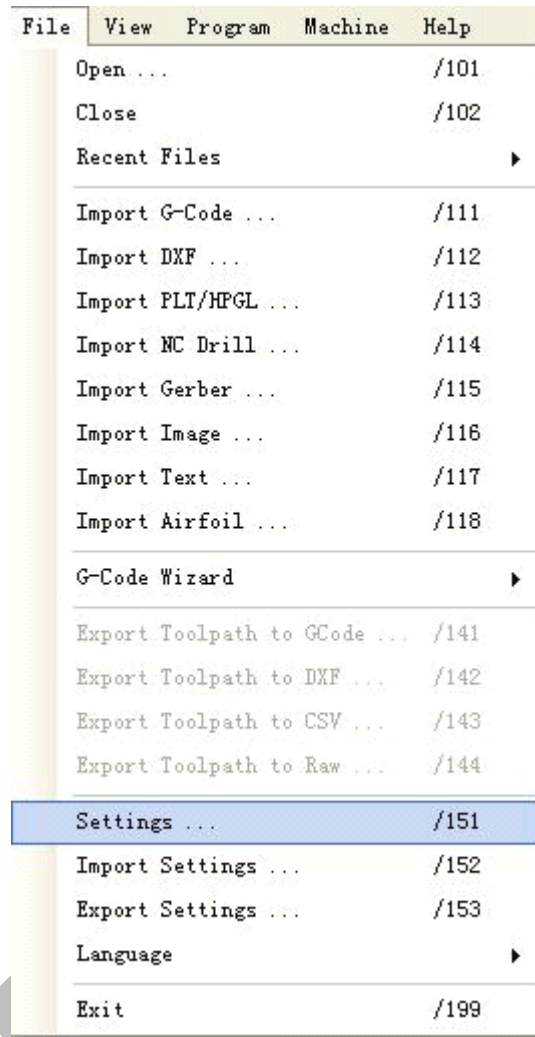 File View Program Machine Help
Open ... /101
Close /102
Recent Files
Import G-Code ... /111
Import DXF ... /112
Import PLT/HPGL ... /113
Import NC Drill ... /114
Import Gerber ... /115
Import Image ... /116
Import Text ... /117
Import Airfoil ... /118
G-Code Wizard
Export Toolpath to GCode ... /141
Export Toolpath to DXF ... /142
Export Toolpath to CSV ... /143
Export Toolpath to Raw ... /144
Settings ... /151
Import Settings ... /152
Export Settings ... /153
Language
Exit /199